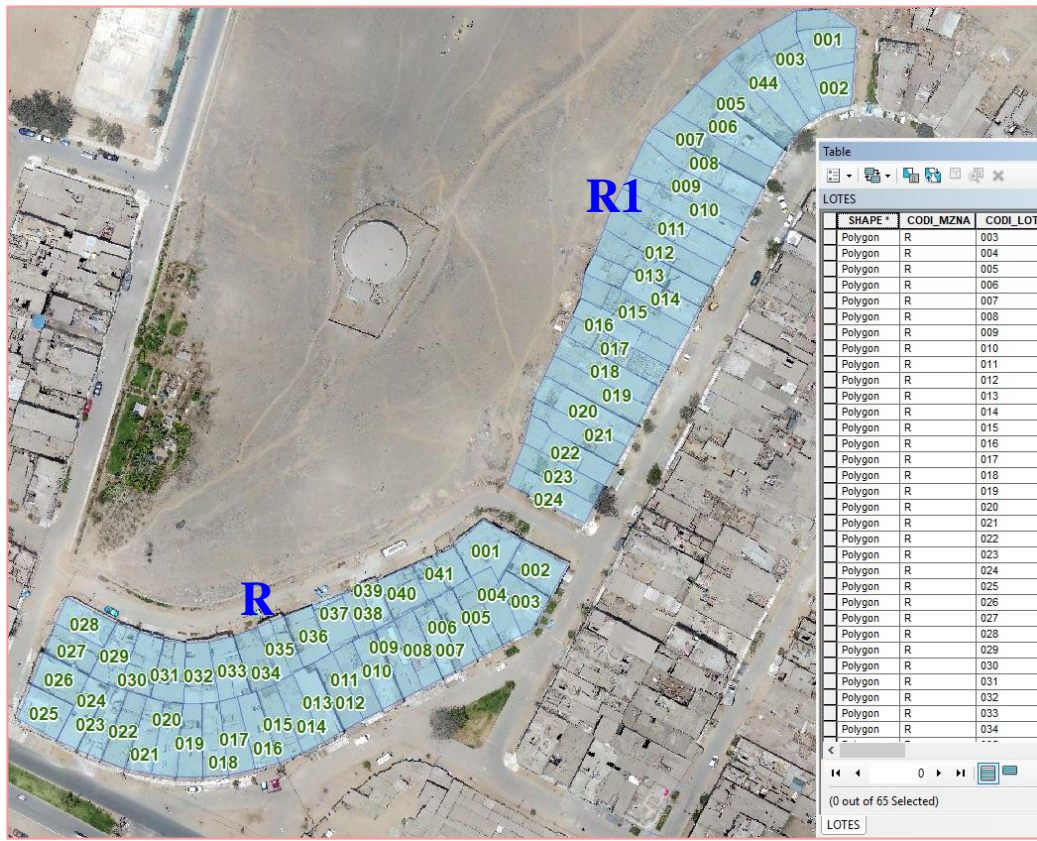 001
003
002
044
005
006
007
008
R1
009
010
011
012
013
014
015
016
017
018
019
020
021
022
023
024
Table
LOTES
SHAPE * CODI_MZNA CODI_LOT
Polygon R 003
Polygon R 004
Polygon R 005
Polygon R 006
Polygon R 007
Polygon R 008
Polygon R 009
Polygon R 010
Polygon R 011
Polygon R 012
Polygon R 013
Polygon R 014
Polygon R 015
Polygon R 016
Polygon R 017
Polygon R 018
Polygon R 019
Polygon R 020
Polygon R 021
Polygon R 022
Polygon R 023
Polygon R 024
Polygon R 025
Polygon R 026
Polygon R 027
Polygon R 028
Polygon R 029
Polygon R 030
Polygon R 031
Polygon R 032
Polygon R 033
Polygon R 034
0
(0 out of 65 Selected)
LOTES
R
001
002
041
039 040
004 003
037 038
005
036
006
035
009 008 007
028
027 029
033 034
010
026
030 031 032
011
024
013 012
025
023 022
020
015 014
021
019
017
016
018